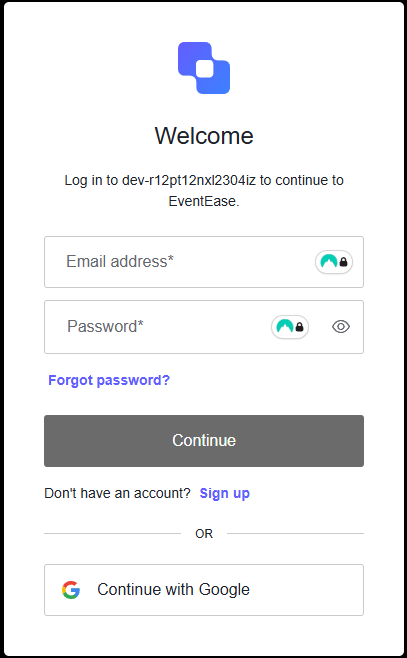 Welcome
Log in to dev-r12pt12nxl2304iz to continue to
EventEase.
Email address*
Password*
Forgot password?
Continue
Don't have an account? Sign up
OR
Continue with Google